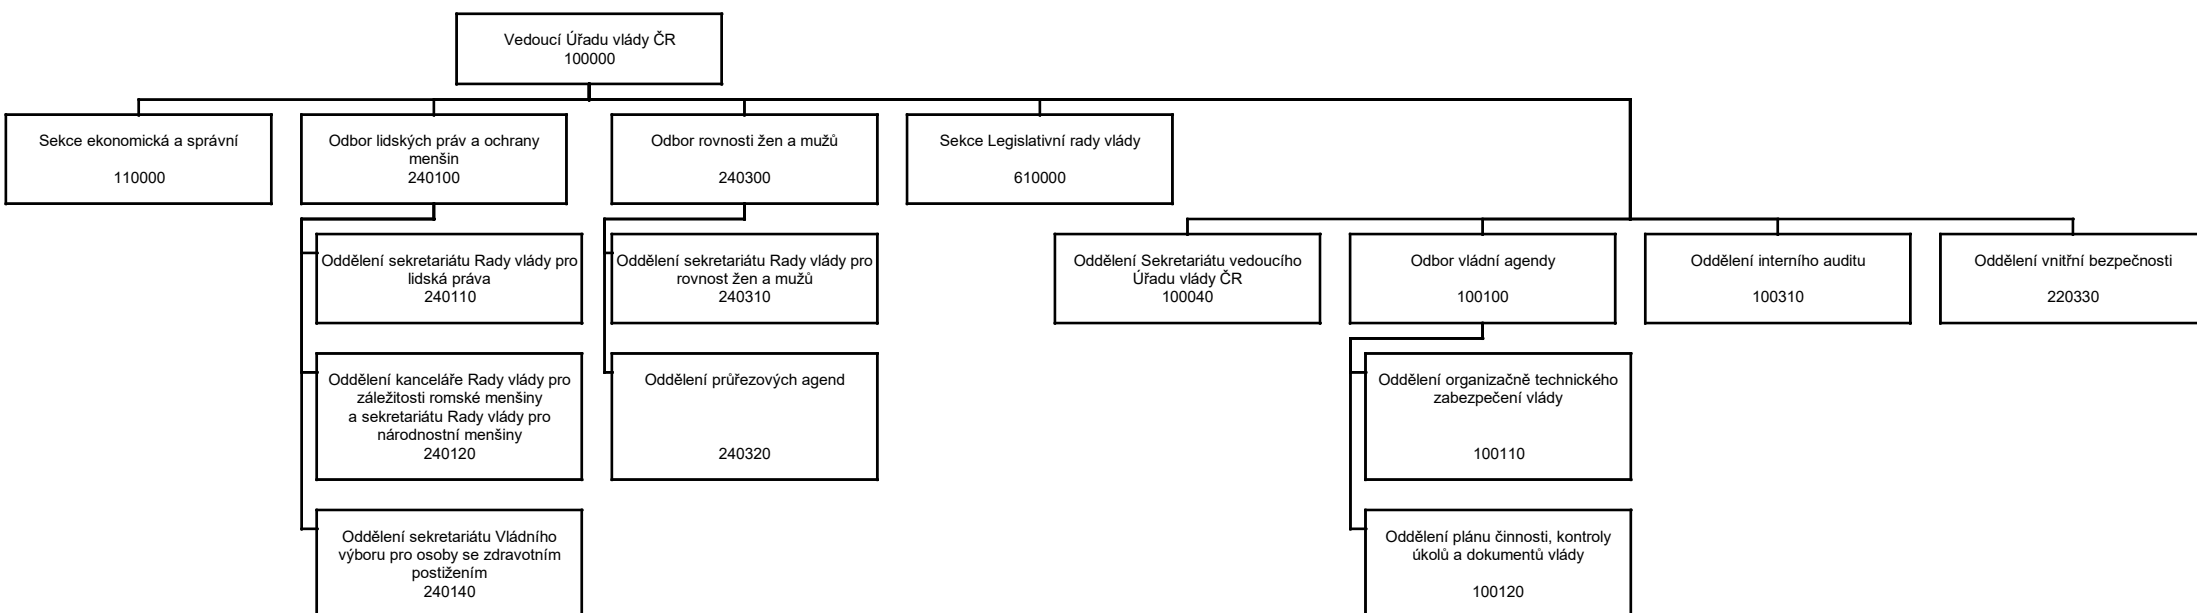 Vedoucí Úřadu vlády ČR
100000
Sekce ekonomická a správní
110000
Odbor lidských práv a ochrany
menšin
240100
Odbor rovnosti žen a mužů
240300
Sekce Legislativní rady vlády
610000
Oddělení sekretariátu Rady vlády pro
lidská práva
240110
Oddělení sekretariátu Rady vlády pro
rovnost žen a mužů
240310
Oddělení Sekretariátu vedoucího
Úřadu vlády ČR
100040
Odbor vládní agendy
100100
Oddělení interního auditu
100310
Oddělení vnitřní bezpečnosti
220330
Oddělení kanceláře Rady vlády pro
záležitosti romské menšiny
a sekretariátu Rady vlády pro
národnostní menšiny
240120
Oddělení průřezových agend
240320
Oddělení organizačně technického
zabezpečení vlády
100110
Oddělení sekretariátu Vládního
výboru pro osoby se zdravotním
postižením
240140
Oddělení plánu činnosti, kontroly
úkolů a dokumentů vlády
100120